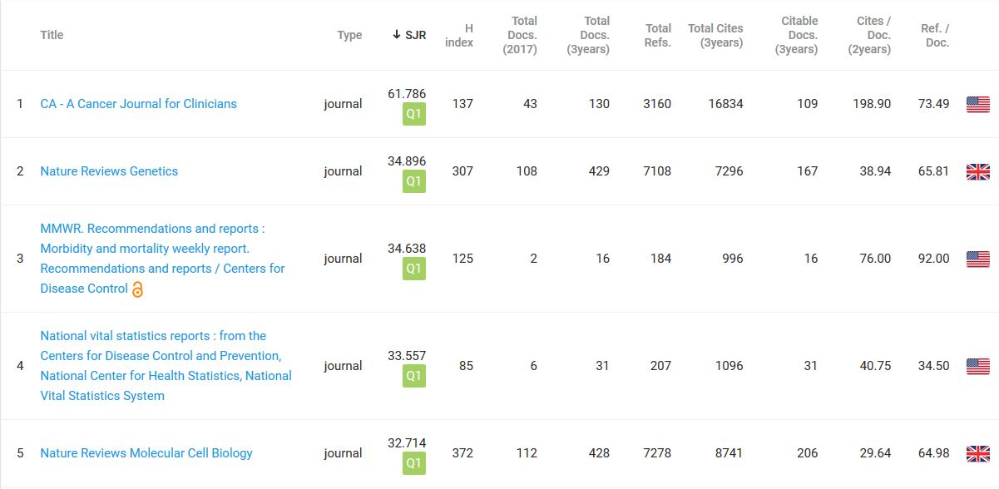 Title Type ↓ SJR H index Total Docs. (2017) Total Docs. (3years) Total Refs. Total Cites (3years) Citable Docs. (3years) Cites / Doc. (2years) Ref. / Doc.
1 CA - A Cancer Journal for Clinicians journal 61.786 Q1 137 43 130 3160 16834 109 198.90 73.49
2 Nature Reviews Genetics journal 34.896 Q1 307 108 429 7108 7296 167 38.94 65.81
3 MMWR. Recommendations and reports :
Morbidity and mortality weekly report.
Recommendations and reports / Centers for
Disease Control journal 34.638 Q1 125 2 16 184 996 16 76.00 92.00
4 National vital statistics reports : from the
Centers for Disease Control and Prevention,
National Center for Health Statistics, National
Vital Statistics System journal 33.557 Q1 85 6 31 207 1096 31 40.75 34.50
5 Nature Reviews Molecular Cell Biology journal 32.714 Q1 372 112 428 7278 8741 206 29.64 64.98